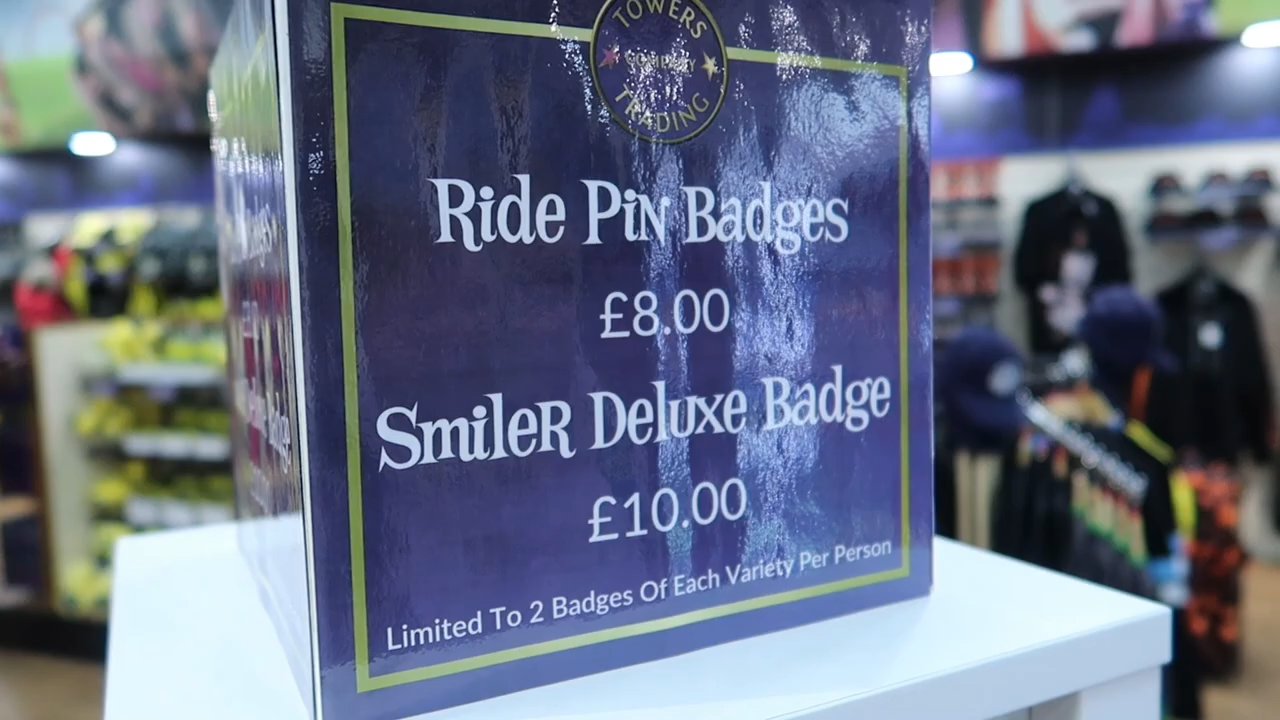 TOWERS
COMPANY
TRADING
Ride Pin Badges
£8.00
Smiler Deluxe Badge
£10.00
Limited To 2 Badges Of Each Variety Per Person